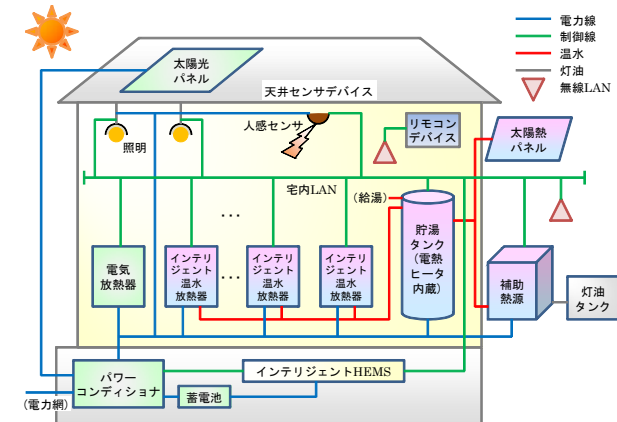 電力線
制御線
温水
灯油
無線LAN
太陽光
パネル
天井センサデバイス
人感センサ
照明
リモコン
デバイス
太陽熱
パネル
宅内LAN
(給湯)
・・・
電気
放熱器
インテリ
ジェント
温水
放熱器
・・・
インテリ
ジェント
温水
放熱器
インテリ
ジェント
温水
放熱器
貯湯
タンク
(電熱
ヒータ
内蔵)
補助
熱源
灯油
タンク
パワー
コンディショナ
インテリジェントHEMS
蓄電池
(電力網)